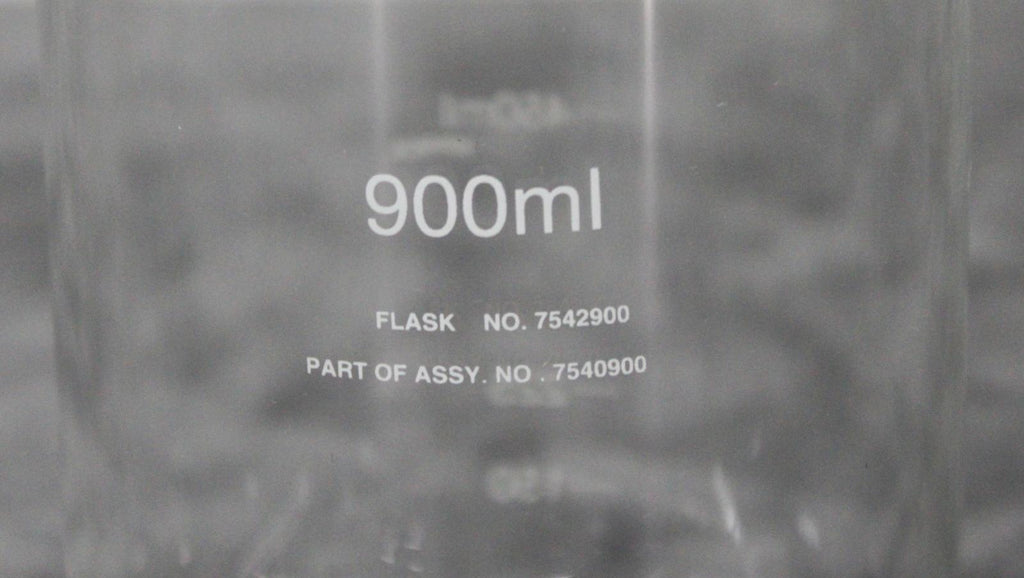 900ml
FLASK NO. 7542900
PART OF ASSY. NO. 7540900